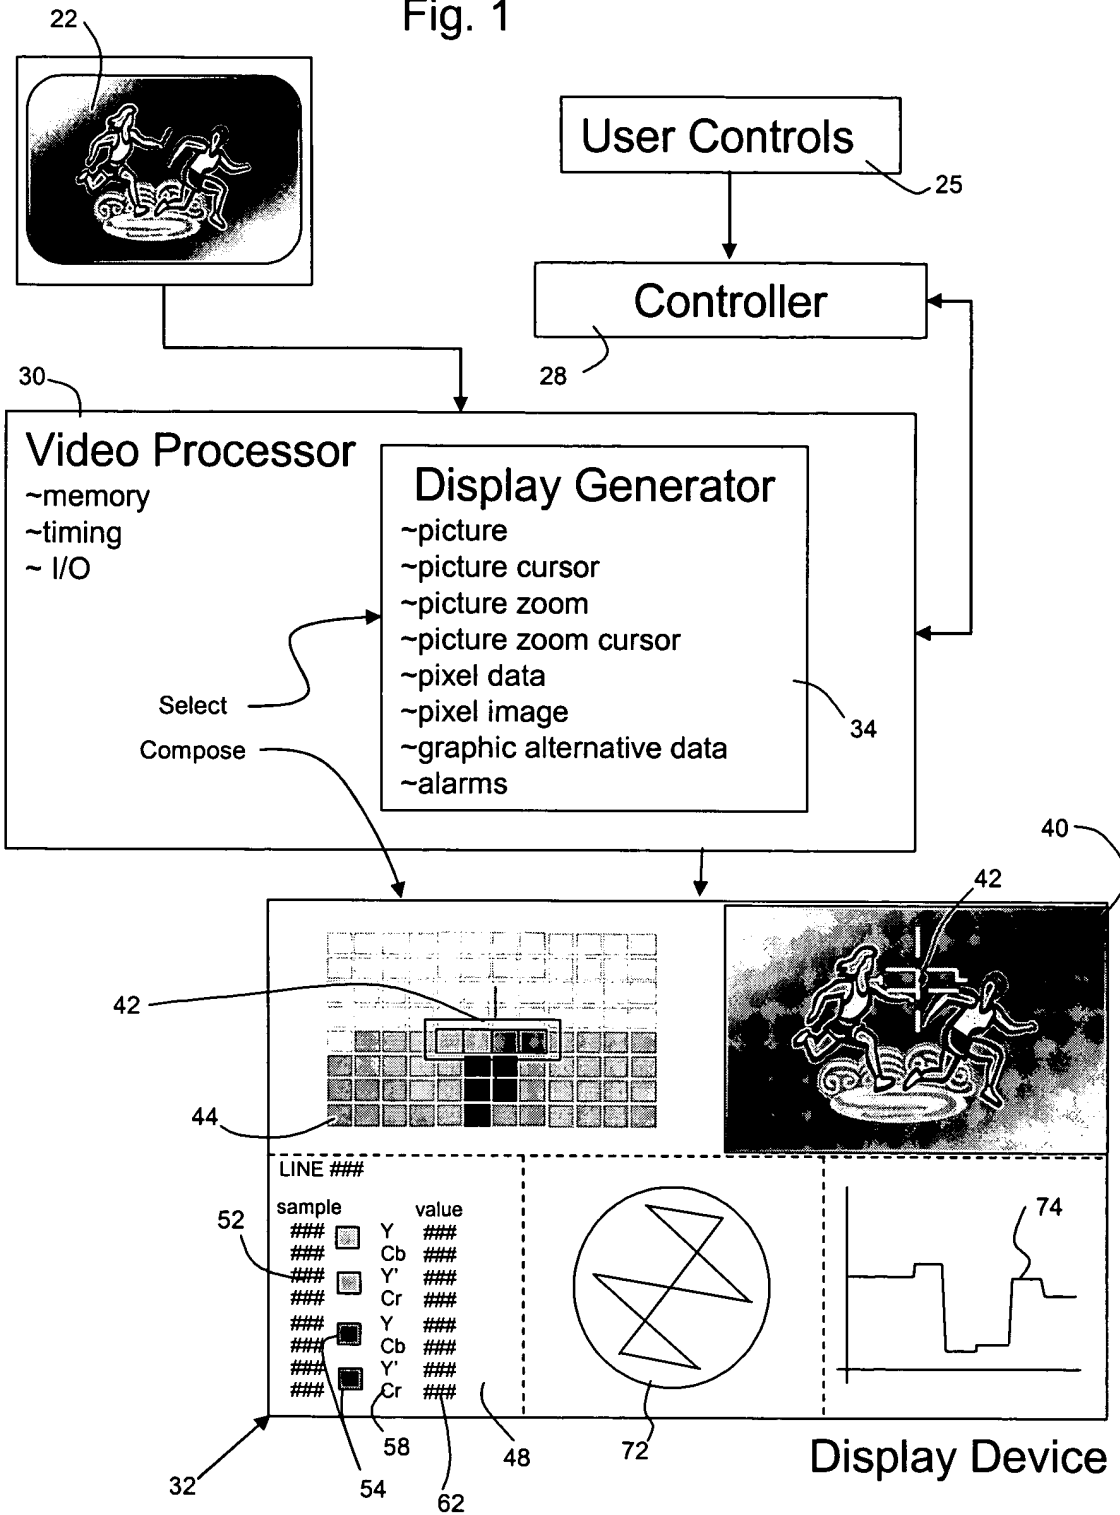 Fig. 1
22
User Controls
25
Controller
28
30
Video Processor
~memory
~timing
~ I/O
Display Generator
~picture
~picture cursor
~picture zoom
~picture zoom cursor
~pixel data
~pixel image
~graphic alternative data
~alarms
Select
Compose
34
40
42
42
44
LINE ###
sample value
52
### Y ###
### Cb ###
### Y' ###
### Cr ###
### Y ###
### Cb ###
### Y' ###
### Cr ###
74
58
48
72
54
62
32
Display Device